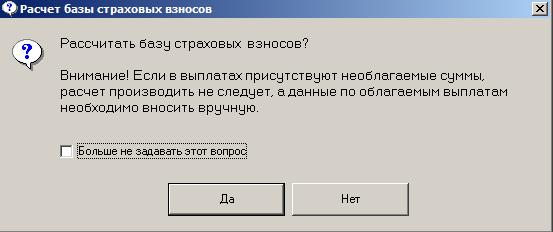 Расчет базы страховых взносов
Рассчитать базу страховых взносов?
Внимание! Если в выплатах присутствуют необлагаемые суммы,
расчет производить не следует, а данные по облагаемым выплатам
необходимо вносить вручную.
Больше не задавать этот вопрос
Да
Нет